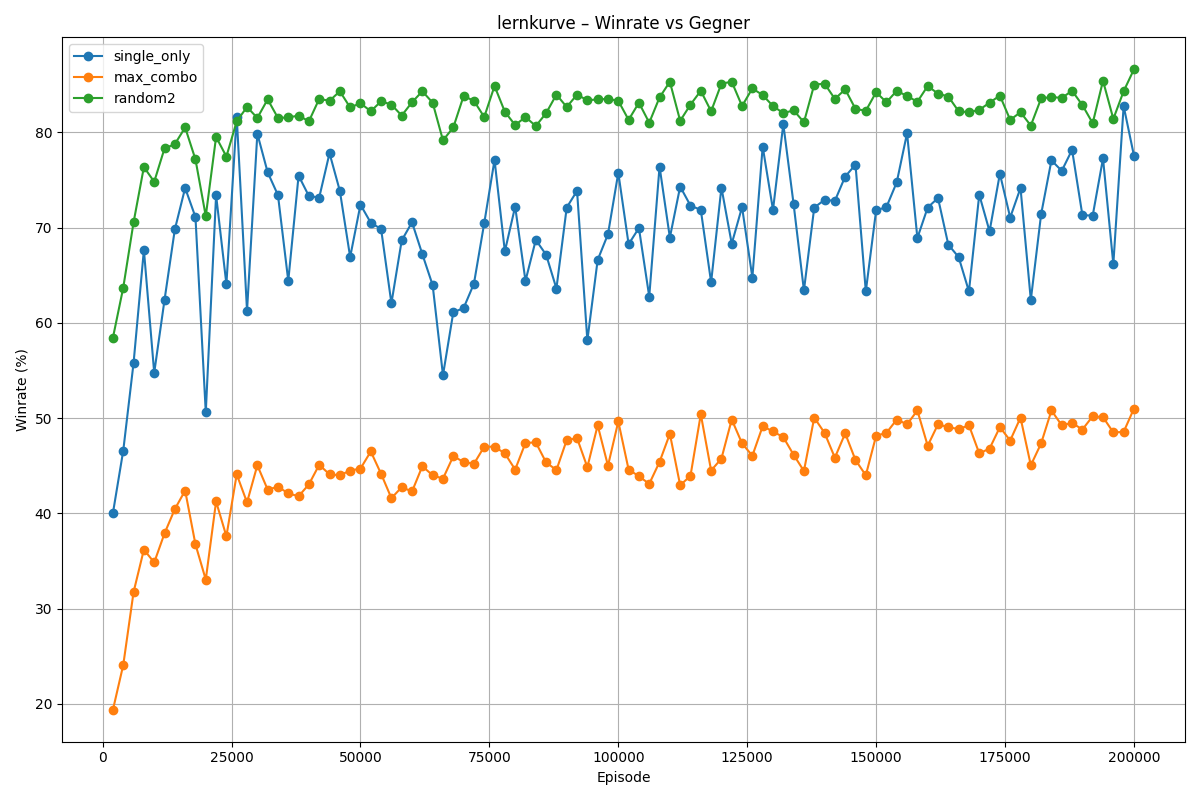 lernkurve – Winrate vs Gegner
single_only
max_combo
random2
Winrate (%)
80
70
60
50
40
30
20
0 25000 50000 75000 100000 125000 150000 175000 200000
Episode